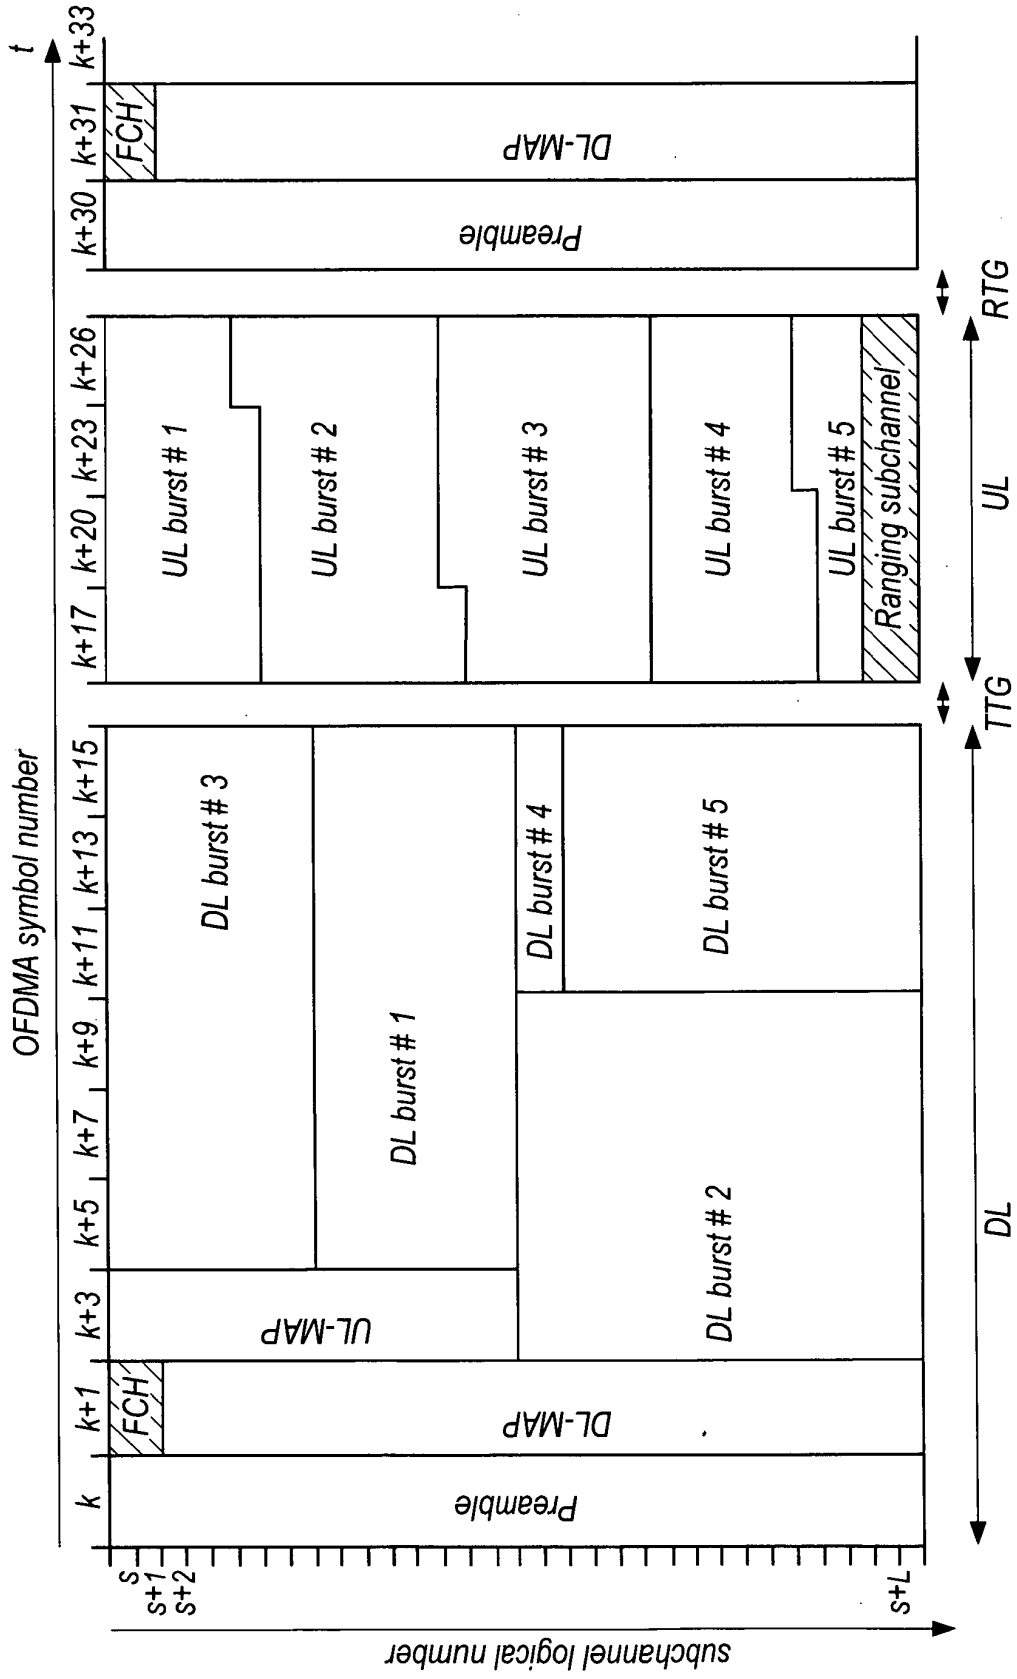 OFDMA symbol number
t
k
k+1
k+3
k+5
k+7
k+9
k+11
k+13
k+15
k+17
k+20
k+23
k+26
k+30
k+31
k+33
subchannel logical number
s
s+1
s+2
s+L
Preamble
FCH
DL-MAP
UL-MAP
DL burst # 3
DL burst # 1
DL burst # 2
DL burst # 4
DL burst # 5
UL burst # 1
UL burst # 2
UL burst # 3
UL burst # 4
UL burst # 5
Ranging subchannel
Preamble
FCH
DL-MAP
DL
TTG
UL
RTG